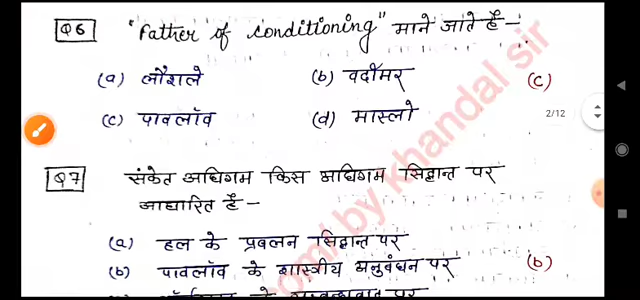 Q6 "Father of conditioning" माने जाते है-
(a) लौशले (b) वर्दीमर (c)
(c) पावलॉव (d) मास्लो
2/12
Q7 संकेत अधिगम किस अधिगम सिद्धान्त पर
आधारित है-
(a) हल के प्रबलन सिद्धान्त पर
(b) पावलॉव के शास्त्रीय अनुबंधन पर (b)
by khandal sir